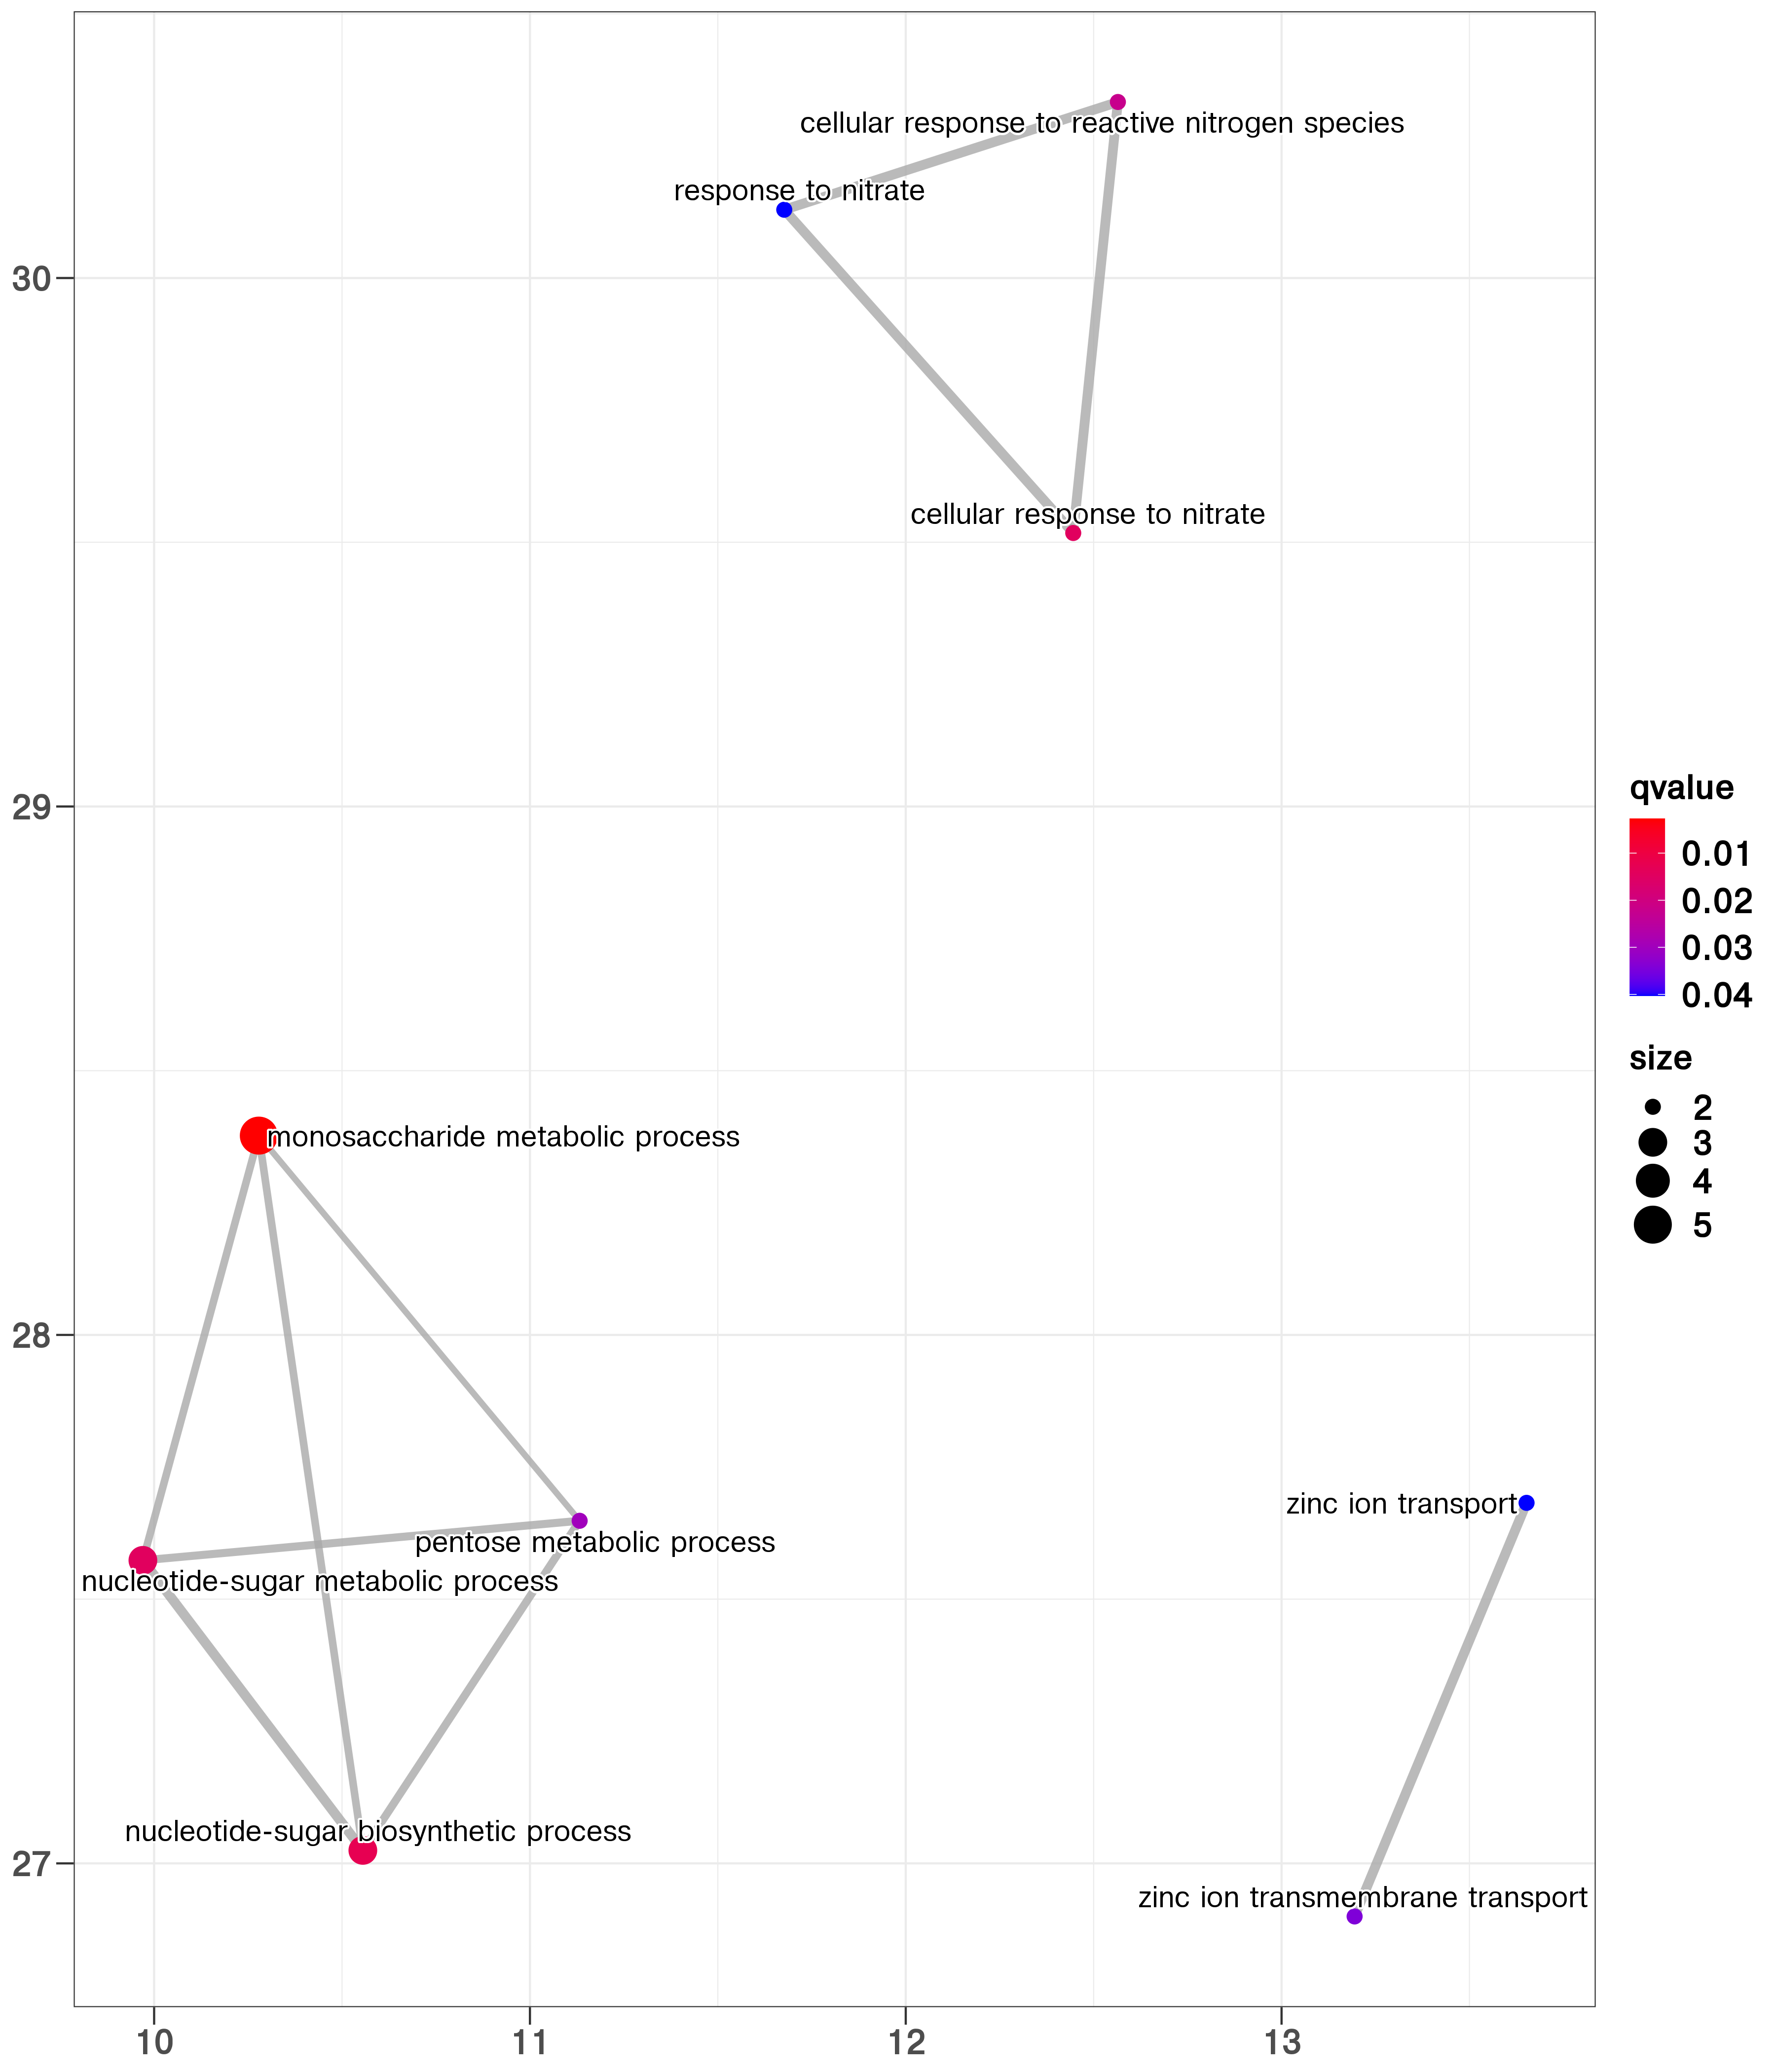 cellular response to reactive nitrogen species
response to nitrate
30
cellular response to nitrate
29
qvalue
0.01
0.02
0.03
0.04
size
2
3
4
5
monosaccharide metabolic process
28
zinc ion transport
pentose metabolic process
nucleotide-sugar metabolic process
nucleotide-sugar biosynthetic process
27
zinc ion transmembrane transport
10 11 12 13